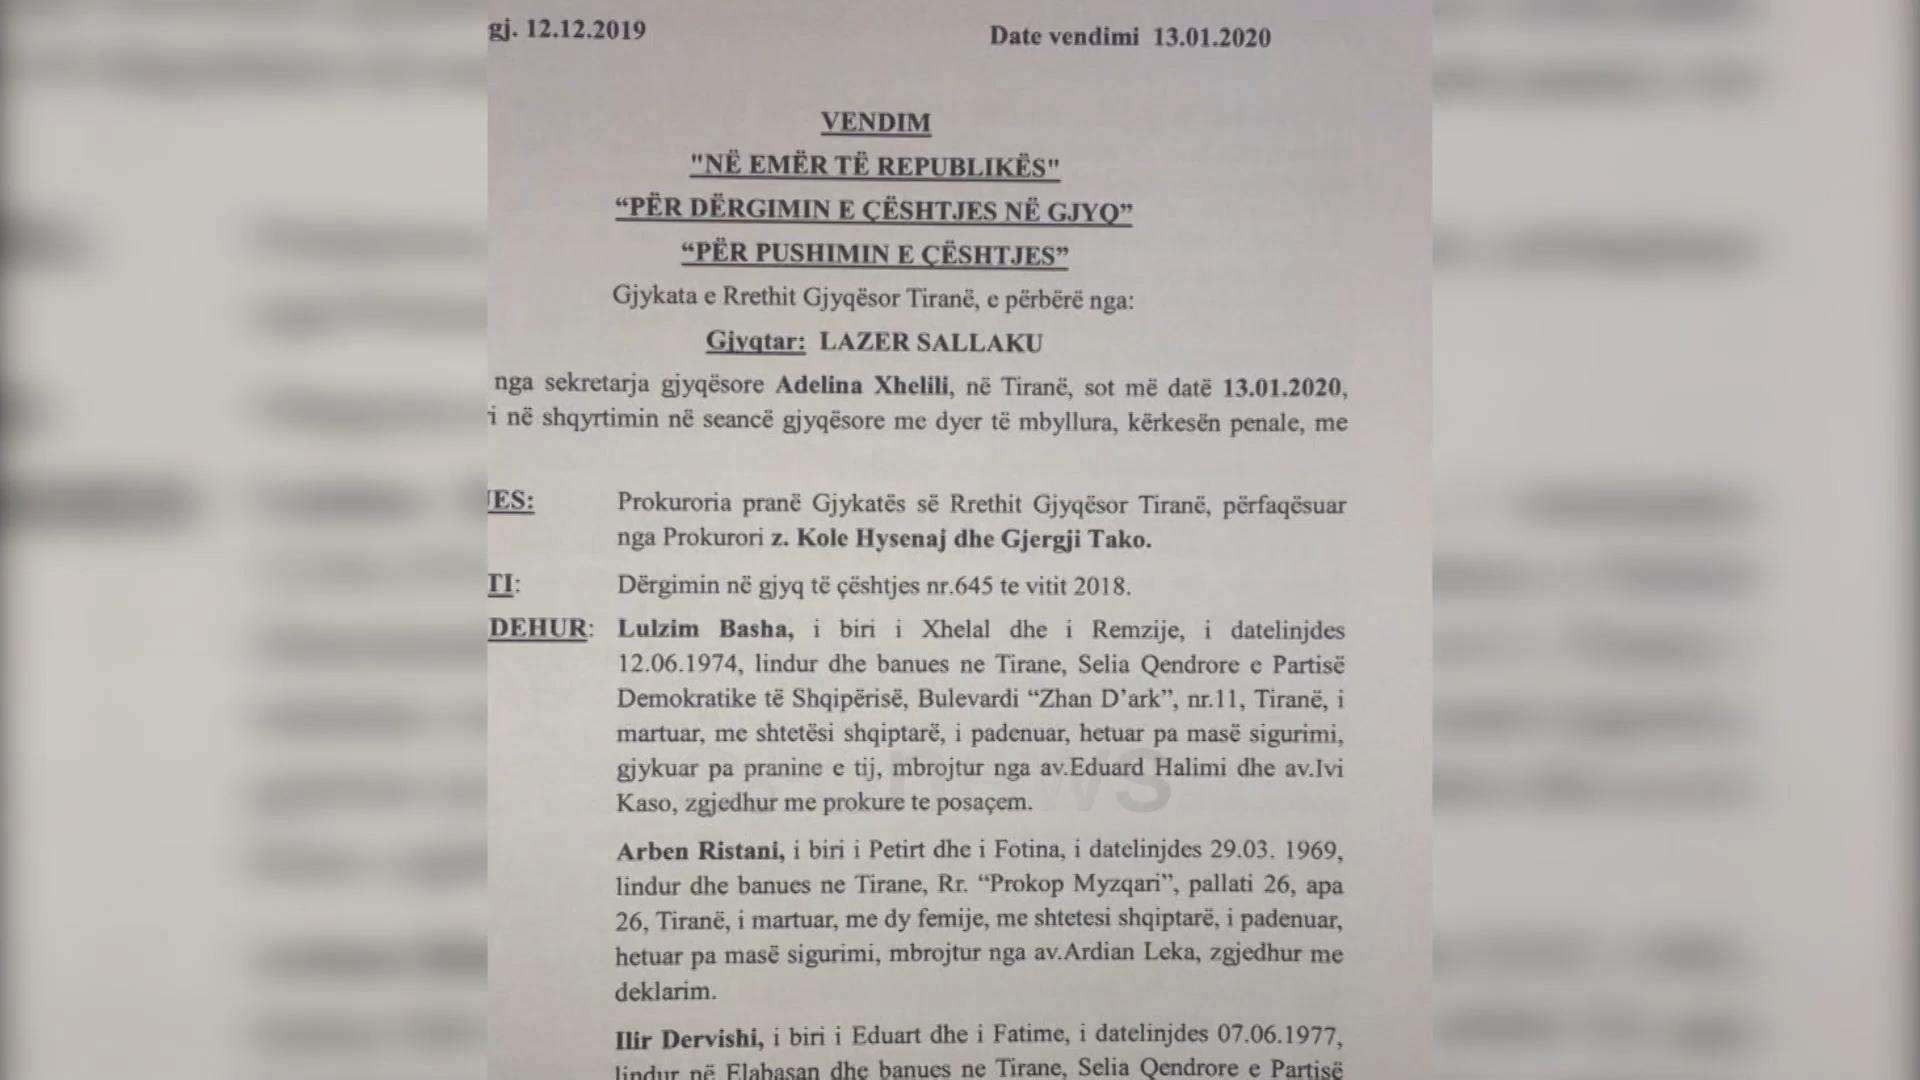 gj. 12.12.2019 Date vendimi 13.01.2020
VENDIM
"NË EMËR TË REPUBLIKËS"
“PËR DËRGIMIN E ÇËSHTJES NË GJYQ”
“PËR PUSHIMIN E ÇËSHTJES”
Gjykata e Rrethit Gjyqësor Tiranë, e përbërë nga:
Gjyqtar: LAZER SALLAKU
nga sekretarja gjyqësore Adelina Xhelili, në Tiranë, sot më datë 13.01.2020,
i në shqyrtimin në seancë gjyqësore me dyer të mbyllura, kërkesën penale, me
JES: Prokuroria pranë Gjykatës së Rrethit Gjyqësor Tiranë, përfaqësuar
nga Prokurori z. Kole Hysenaj dhe Gjergji Tako.
TI: Dërgimin në gjyq të çështjes nr.645 te vitit 2018.
DEHUR: Lulzim Basha, i biri i Xhelal dhe i Remzije, i datelinjdes
12.06.1974, lindur dhe banues ne Tirane, Selia Qendrore e Partisë
Demokratike të Shqipërisë, Bulevardi “Zhan D’ark”, nr.11, Tiranë, i
martuar, me shtetësi shqiptarë, i padenuar, hetuar pa masë sigurimi,
gjykuar pa pranine e tij, mbrojtur nga av.Eduard Halimi dhe av.Ivi
Kaso, zgjedhur me prokure te posaçem.
Arben Ristani, i biri i Petirt dhe i Fotina, i datelinjdes 29.03. 1969,
lindur dhe banues ne Tirane, Rr. “Prokop Myzqari”, pallati 26, apa
26, Tiranë, i martuar, me dy femije, me shtetesi shqiptarë, i padenuar,
hetuar pa masë sigurimi, mbrojtur nga av.Ardian Leka, zgjedhur me
deklarim.
Ilir Dervishi, i biri i Eduart dhe i Fatime, i datelinjdes 07.06.1977,
lindur në Elabasan dhe banues ne Tirane, Selia Qendrore e Partisë